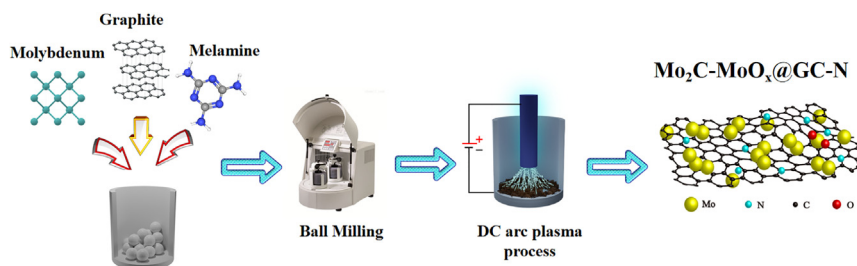 Graphite
Molybdenum
Melamine
Mo₂C-MoOₓ@GC-N
+
−
Mo
N
C
O
Ball Milling
DC arc plasma
process